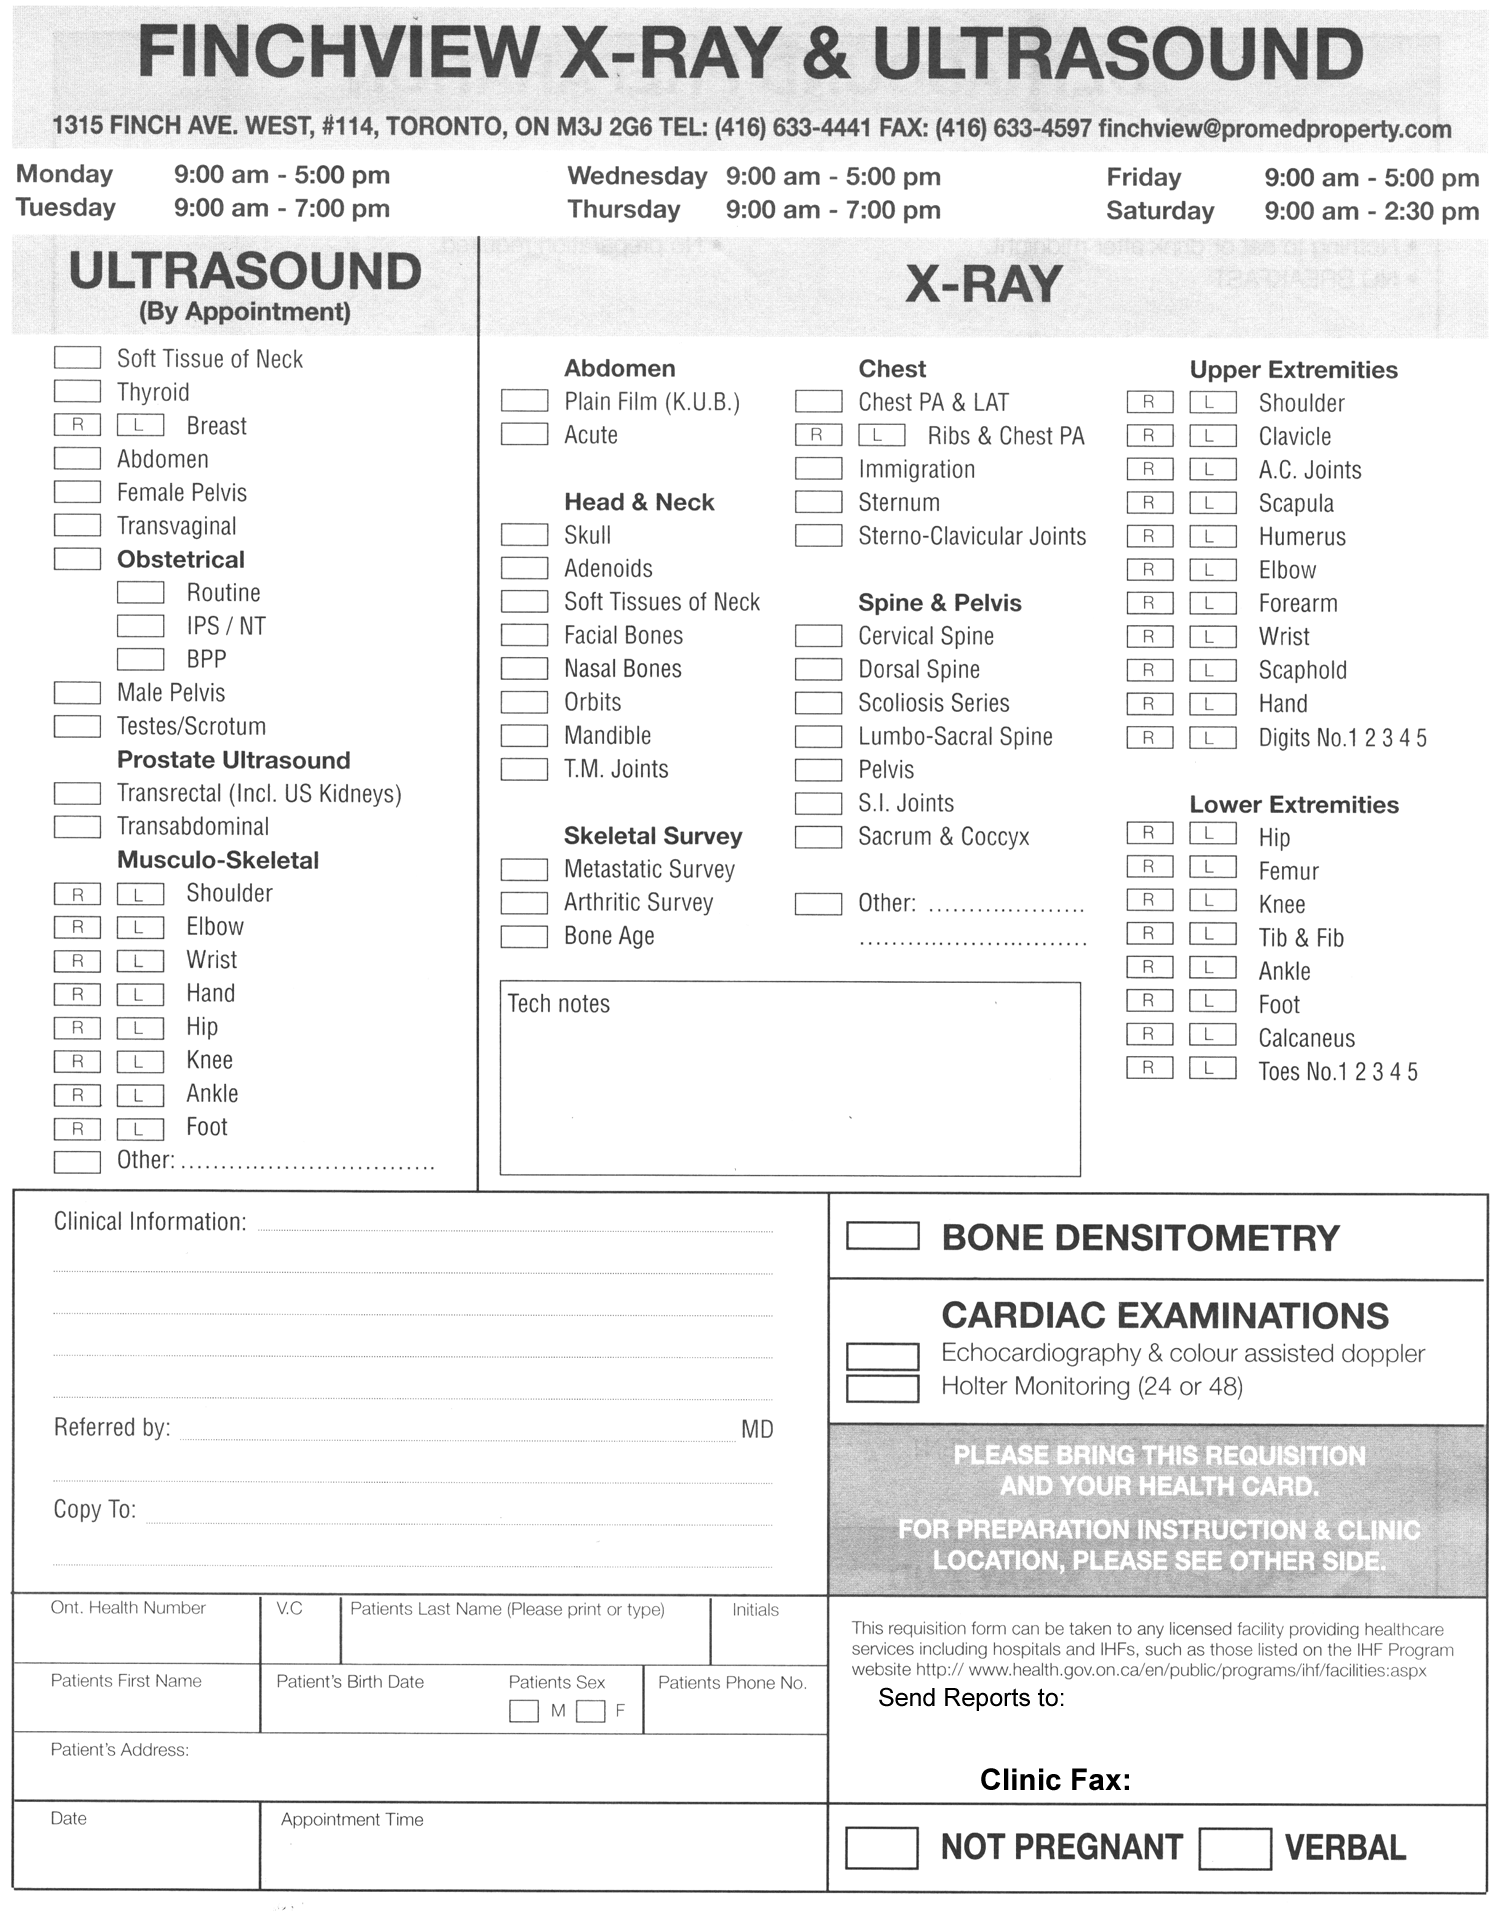 FINCHVIEW X-RAY & ULTRASOUND
1315 FINCH AVE. WEST, #114, TORONTO, ON M3J 2G6 TEL: (416) 633-4441 FAX: (416) 633-4597 finchview@promedproperty.com
Monday 9:00 am - 5:00 pm
Tuesday 9:00 am - 7:00 pm
Wednesday 9:00 am - 5:00 pm
Thursday 9:00 am - 7:00 pm
Friday 9:00 am - 5:00 pm
Saturday 9:00 am - 2:30 pm
ULTRASOUND
(By Appointment)
Soft Tissue of Neck
Thyroid
R L Breast
Abdomen
Female Pelvis
Transvaginal
Obstetrical
Routine
IPS / NT
BPP
Male Pelvis
Testes/Scrotum
Prostate Ultrasound
Transrectal (Incl. US Kidneys)
Transabdominal
Musculo-Skeletal
R L Shoulder
R L Elbow
R L Wrist
R L Hand
R L Hip
R L Knee
R L Ankle
R L Foot
Other: ................................
X-RAY
Abdomen
Plain Film (K.U.B.)
Acute
Head & Neck
Skull
Adenoids
Soft Tissues of Neck
Facial Bones
Nasal Bones
Orbits
Mandible
T.M. Joints
Skeletal Survey
Metastatic Survey
Arthritic Survey
Bone Age
Chest
Chest PA & LAT
R L Ribs & Chest PA
Immigration
Sternum
Sterno-Clavicular Joints
Spine & Pelvis
Cervical Spine
Dorsal Spine
Scoliosis Series
Lumbo-Sacral Spine
Pelvis
S.I. Joints
Sacrum & Coccyx
Other: ....................
.............................
Upper Extremities
R L Shoulder
R L Clavicle
R L A.C. Joints
R L Scapula
R L Humerus
R L Elbow
R L Forearm
R L Wrist
R L Scaphold
R L Hand
R L Digits No.1 2 3 4 5
Lower Extremities
R L Hip
R L Femur
R L Knee
R L Tib & Fib
R L Ankle
R L Foot
R L Calcaneus
R L Toes No.1 2 3 4 5
Tech notes
Clinical Information:
Referred by: MD
Copy To:
BONE DENSITOMETRY
CARDIAC EXAMINATIONS
Echocardiography & colour assisted doppler
Holter Monitoring (24 or 48)
PLEASE BRING THIS REQUISITION
AND YOUR HEALTH CARD.
FOR PREPARATION INSTRUCTION & CLINIC
LOCATION, PLEASE SEE OTHER SIDE.
Ont. Health Number V.C Patients Last Name (Please print or type) Initials
Patients First Name Patient's Birth Date Patients Sex Patients Phone No.
M F
Patient's Address:
Date Appointment Time
This requisition form can be taken to any licensed facility providing healthcare
services including hospitals and IHFs, such as those listed on the IHF Program
website http:// www.health.gov.on.ca/en/public/programs/ihf/facilities:aspx
Send Reports to:
Clinic Fax:
NOT PREGNANT VERBAL